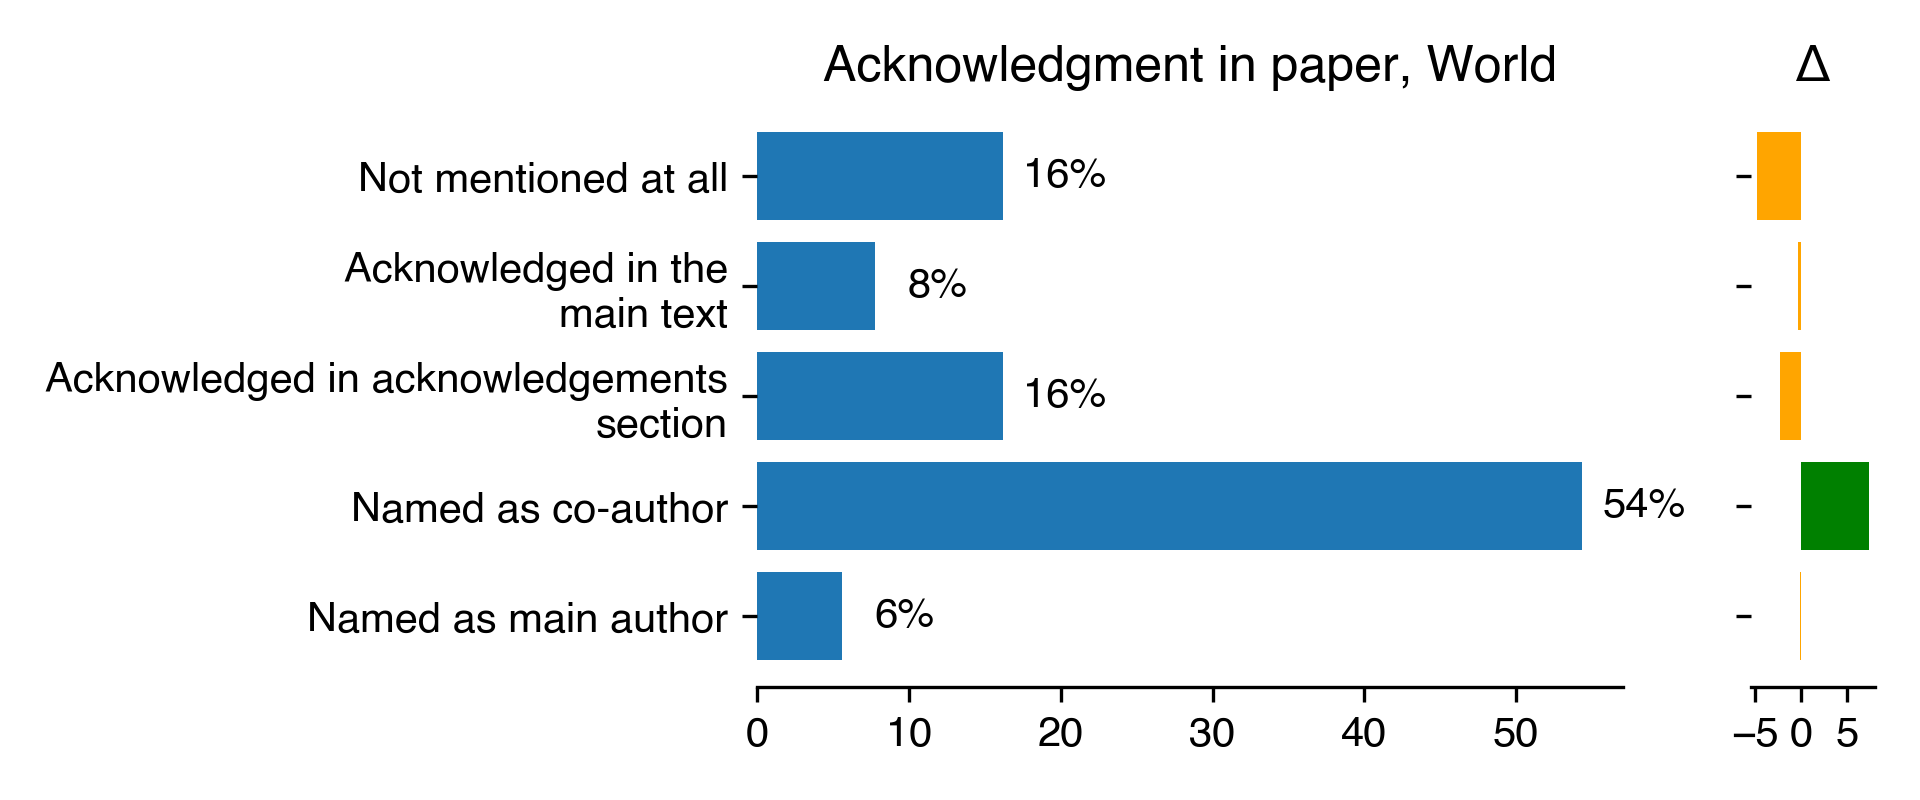 Acknowledgment in paper, World
Δ
Not mentioned at all
16%
Acknowledged in the
main text
8%
Acknowledged in acknowledgements
section
16%
Named as co-author
54%
Named as main author
6%
0 10 20 30 40 50
−5 0 5